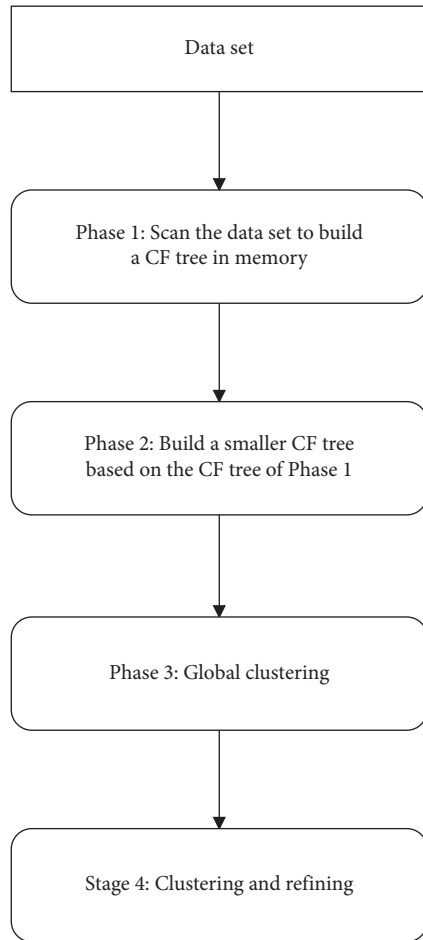 Data set
Phase 1: Scan the data set to build
a CF tree in memory
Phase 2: Build a smaller CF tree
based on the CF tree of Phase 1
Phase 3: Global clustering
Stage 4: Clustering and refining